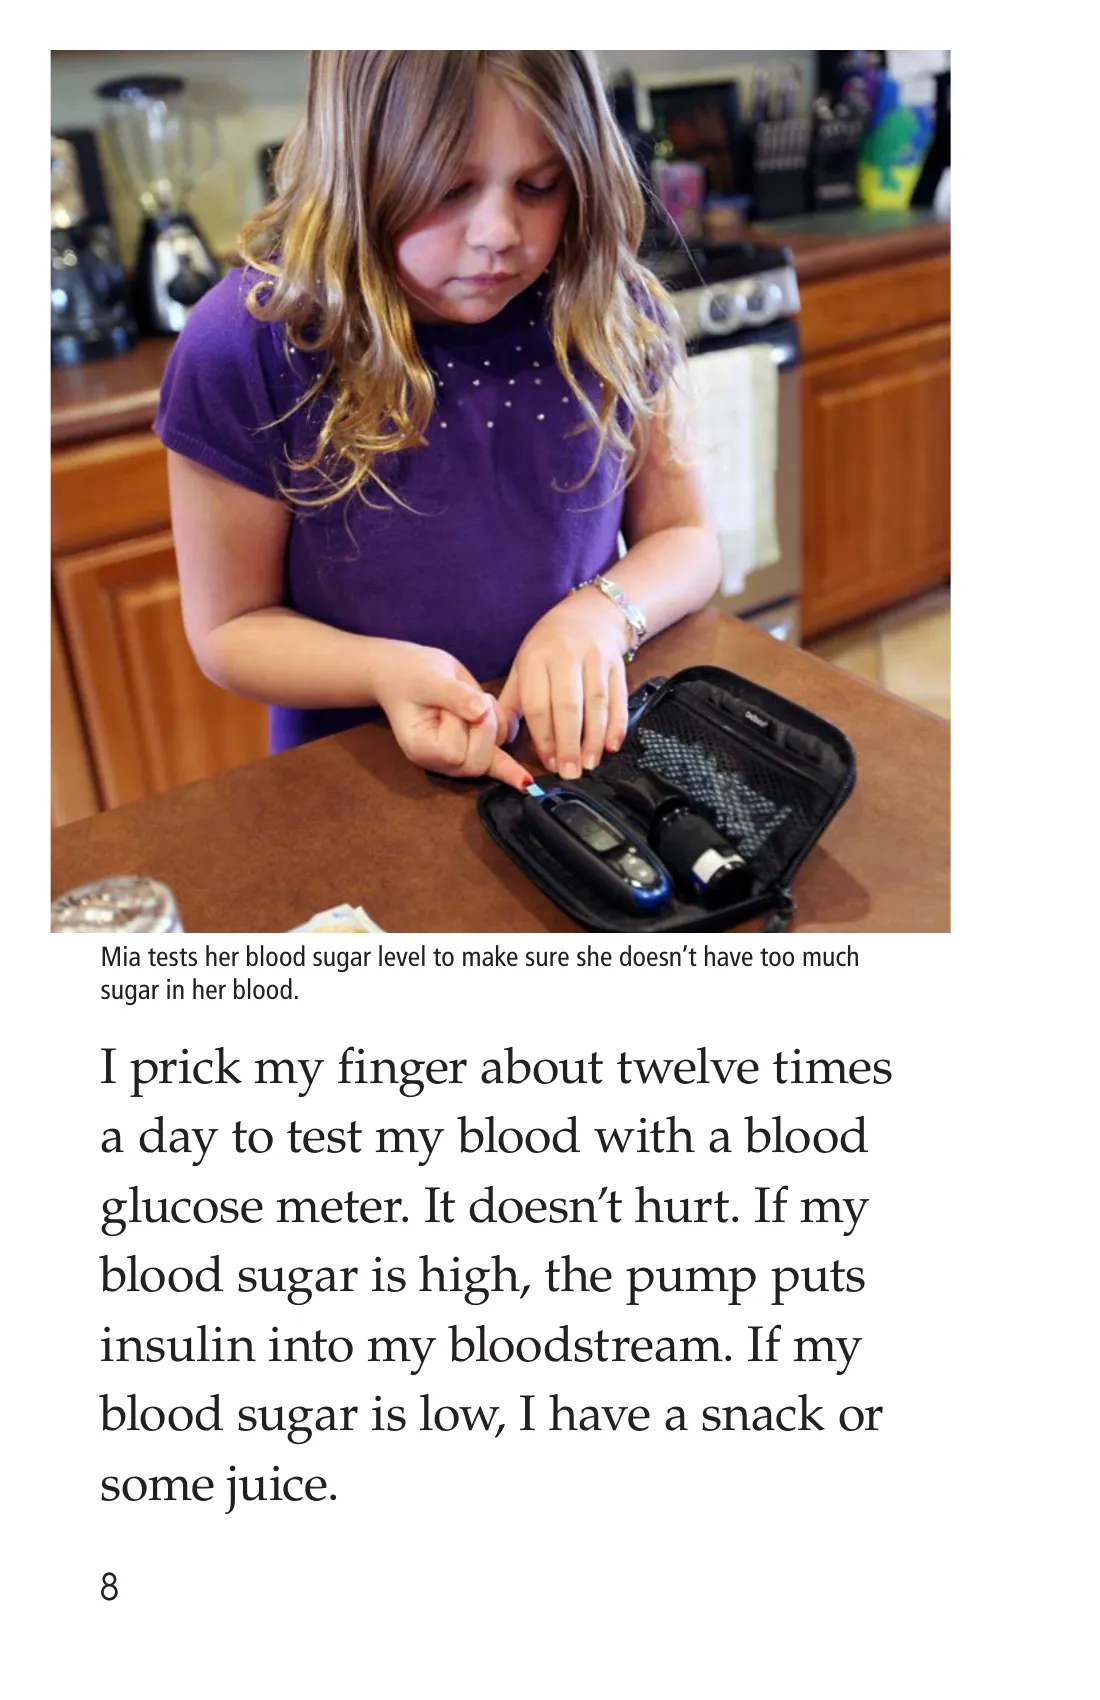 Mia tests her blood sugar level to make sure she doesn’t have too much
sugar in her blood.
I prick my finger about twelve times
a day to test my blood with a blood
glucose meter. It doesn’t hurt. If my
blood sugar is high, the pump puts
insulin into my bloodstream. If my
blood sugar is low, I have a snack or
some juice.
8